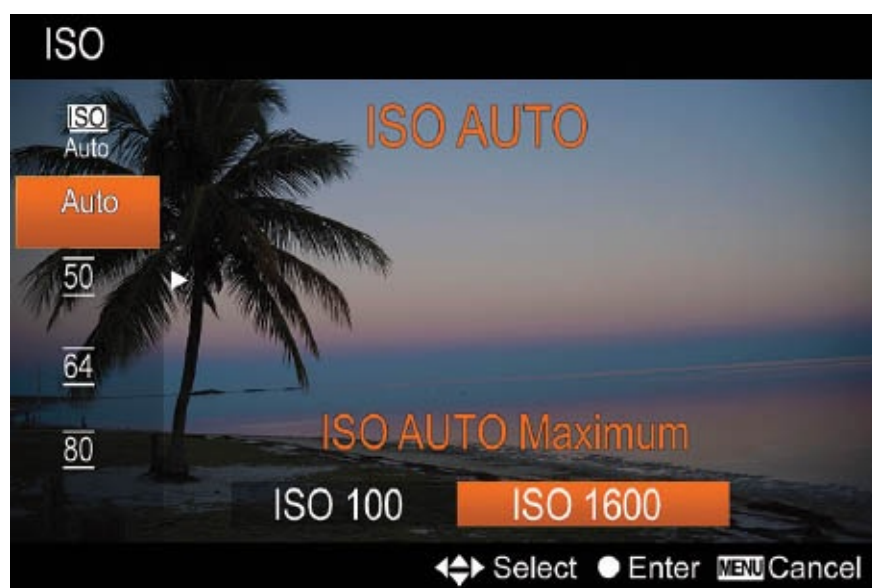 ISO
ISO
Auto
ISO AUTO
Auto
50
64
80
ISO AUTO Maximum
ISO 100 ISO 1600
Select Enter MENU Cancel